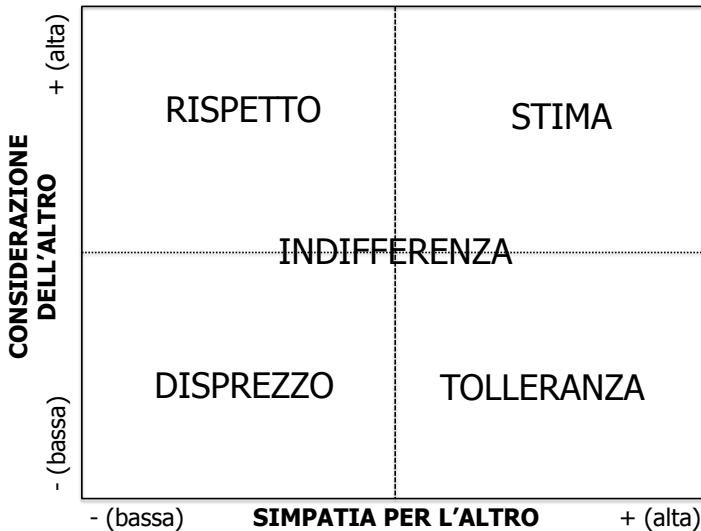 + (alta)
CONSIDERAZIONE
DELL'ALTRO
- (bassa)
RISPETTO
STIMA
INDIFFERENZA
DISPREZZO
TOLLERANZA
- (bassa)
SIMPATIA PER L'ALTRO
+ (alta)